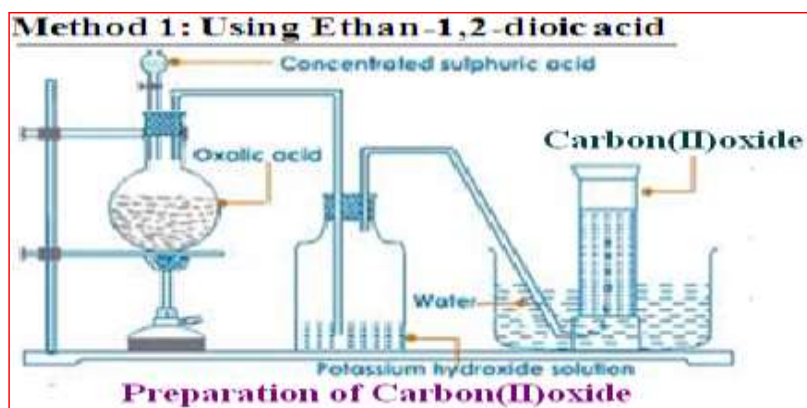 Method 1: Using Ethan-1,2-dioic acid
Concentrated sulphuric acid
Carbon(II)oxide
Oxalic acid
Water
Potassium hydroxide solution
Preparation of Carbon(II)oxide